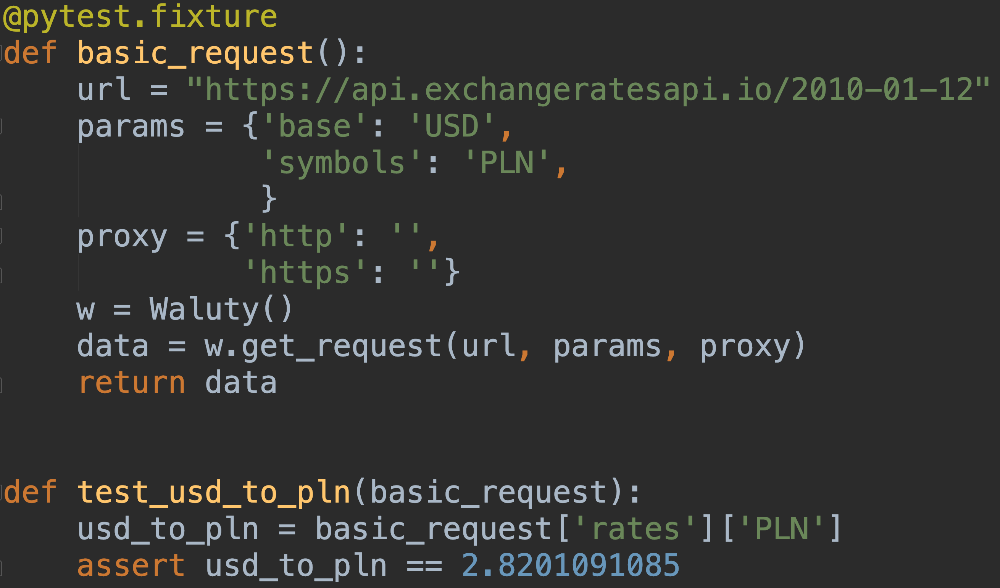 @pytest.fixture
def basic_request():
    url = "https://api.exchangeratesapi.io/2010-01-12"
    params = {'base': 'USD',
              'symbols': 'PLN',
              }
    proxy = {'http': '',
             'https': ''}
    w = Waluty()
    data = w.get_request(url, params, proxy)
    return data
def test_usd_to_pln(basic_request):
    usd_to_pln = basic_request['rates']['PLN']
    assert usd_to_pln == 2.8201091085